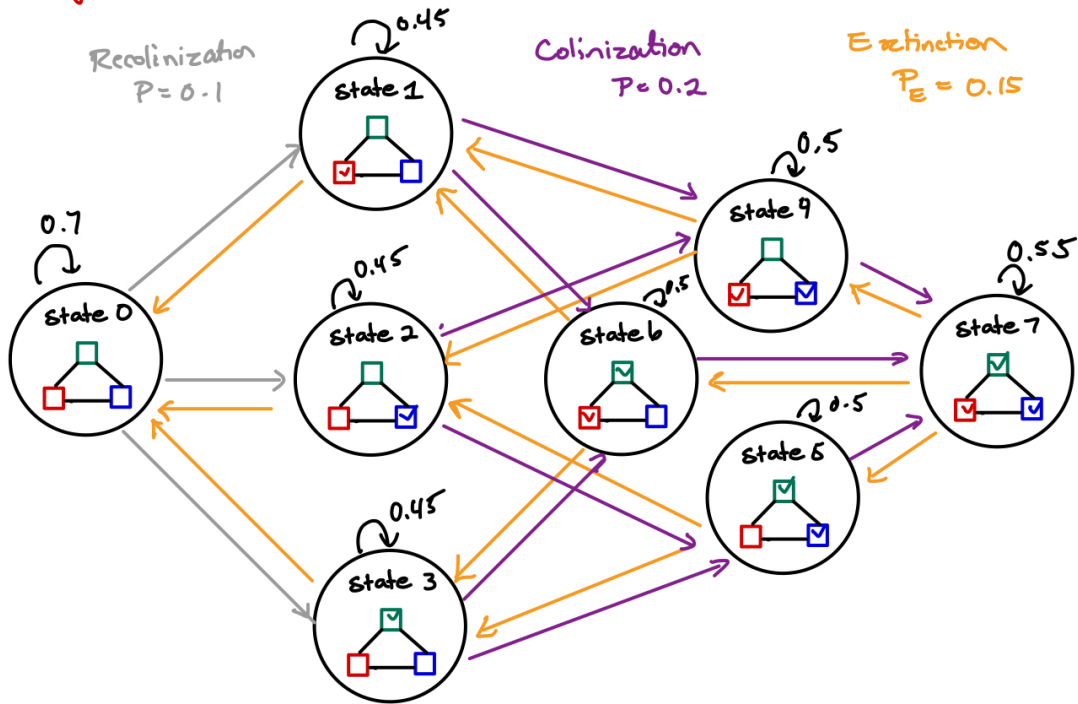 0.45
Recolinization
P = 0.1
Colinization
P = 0.2
Extinction
P_E = 0.15
State 1
0.5
State 4
0.7
0.45
0.5
0.55
State 0
State 2
State 6
State 7
0.5
State 5
0.45
State 3